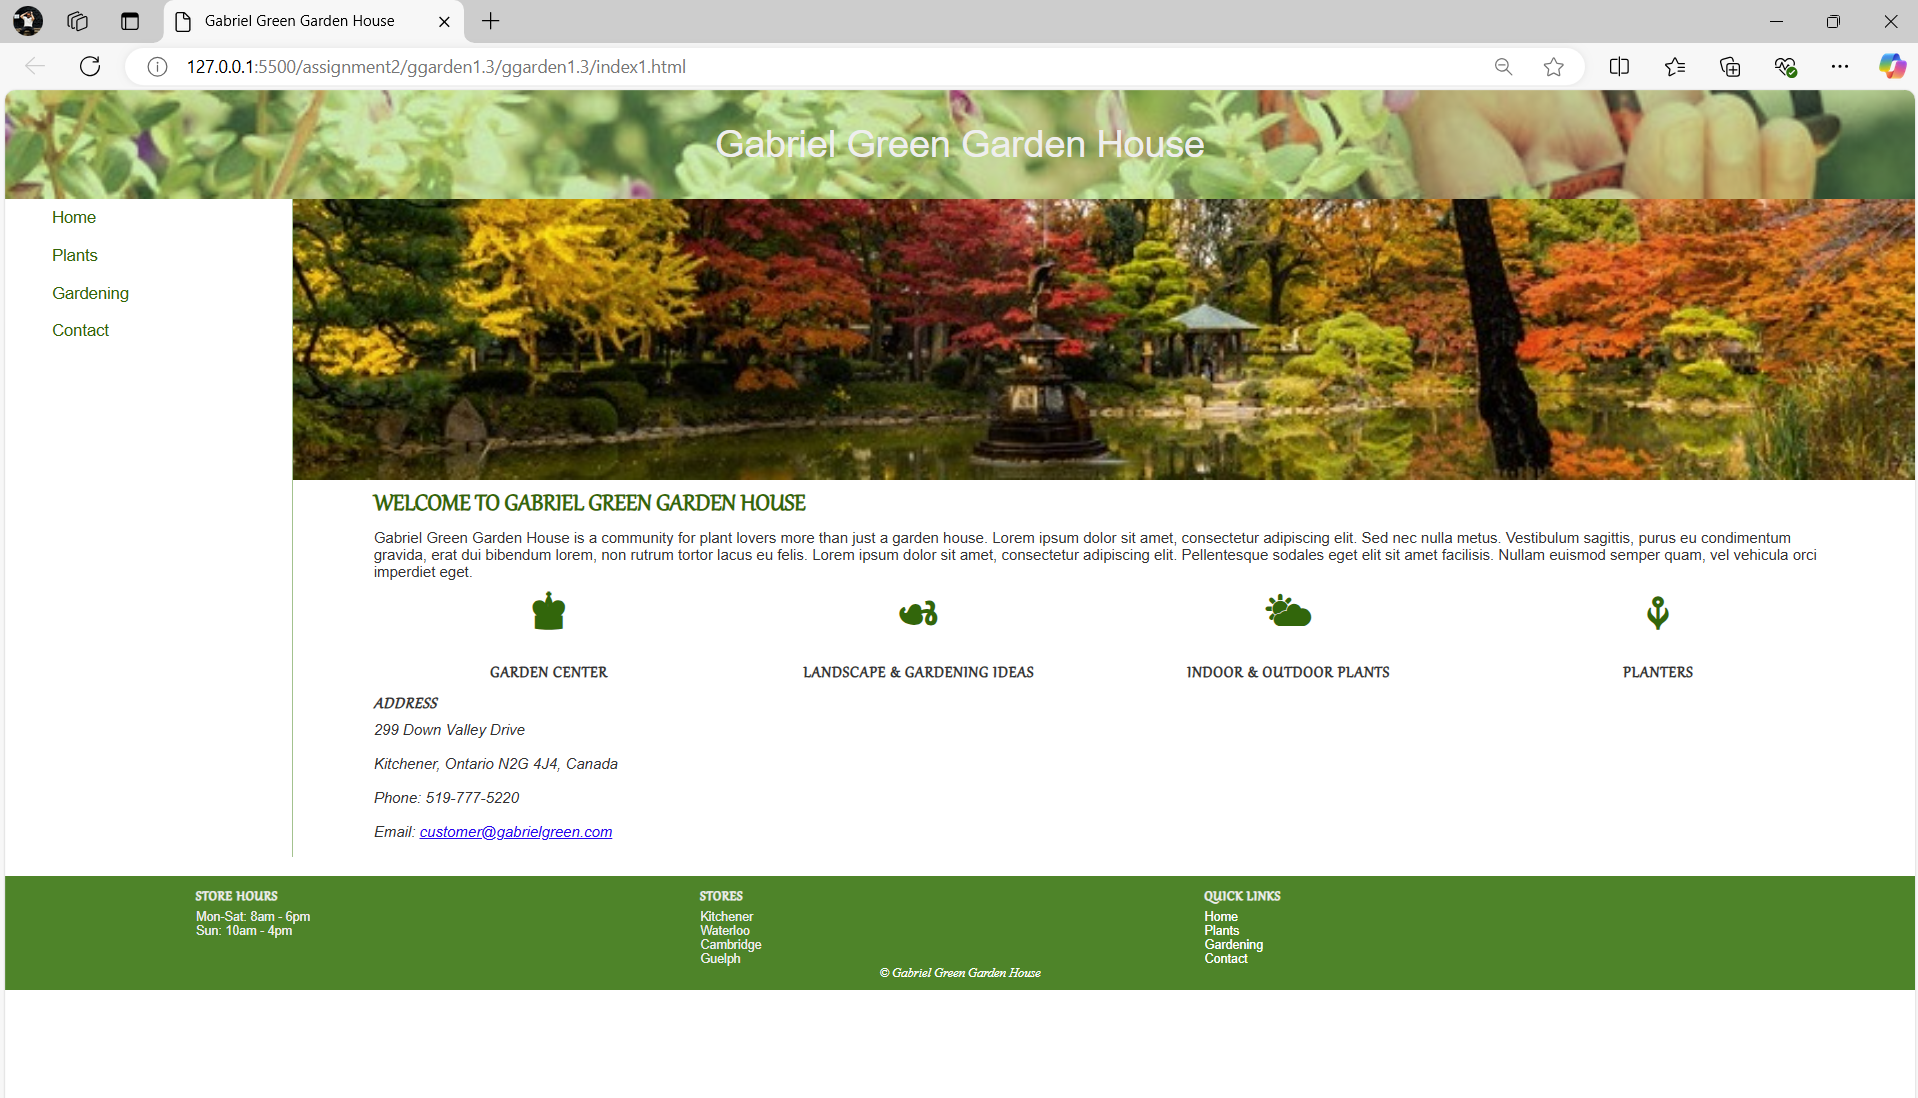 Gabriel Green Garden House
127.0.0.1:5500/assignment2/ggarden1.3/ggarden1.3/index1.html
Gabriel Green Garden House
Home
Plants
Gardening
Contact
WELCOME TO GABRIEL GREEN GARDEN HOUSE
Gabriel Green Garden House is a community for plant lovers more than just a garden house. Lorem ipsum dolor sit amet, consectetur adipiscing elit. Sed nec nulla metus. Vestibulum sagittis, purus eu condimentum
gravida, erat dui bibendum lorem, non rutrum tortor lacus eu felis. Lorem ipsum dolor sit amet, consectetur adipiscing elit. Pellentesque sodales eget elit sit amet facilisis. Nullam euismod semper quam, vel vehicula orci
imperdiet eget.
GARDEN CENTER
LANDSCAPE & GARDENING IDEAS
INDOOR & OUTDOOR PLANTS
PLANTERS
ADDRESS
299 Down Valley Drive
Kitchener, Ontario N2G 4J4, Canada
Phone: 519-777-5220
Email: customer@gabrielgreen.com
STORE HOURS
Mon-Sat: 8am - 6pm
Sun: 10am - 4pm
STORES
Kitchener
Waterloo
Cambridge
Guelph
QUICK LINKS
Home
Plants
Gardening
Contact
© Gabriel Green Garden House